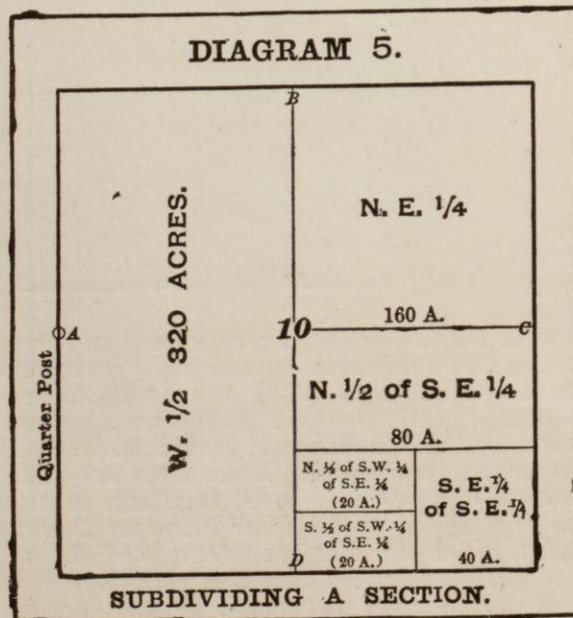 DIAGRAM 5.
B
N. E. 1/4
W. 1/2 320 ACRES.
160 A.
A
10
C
Quarter Post
N. 1/2 of S. E. 1/4
80 A.
N. ½ of S.W. ¼
of S.E. ¼
(20 A.)
S. E. 1/4
of S. E. 1/4
S. ½ of S.W. ¼
of S.E. ¼
(20 A.)
40 A.
D
SUBDIVIDING A SECTION.